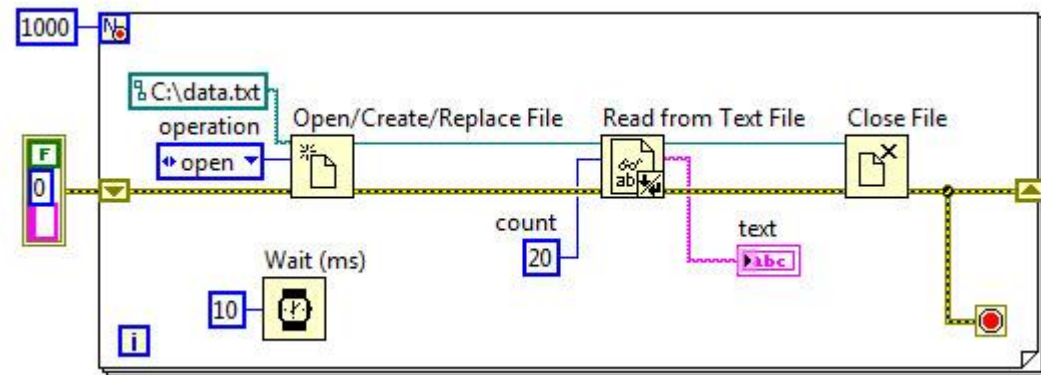 1000
N
C:\data.txt
operation
Open/Create/Replace File
Read from Text File
Close File
open
F
0
count
20
text
abc
Wait (ms)
10
i